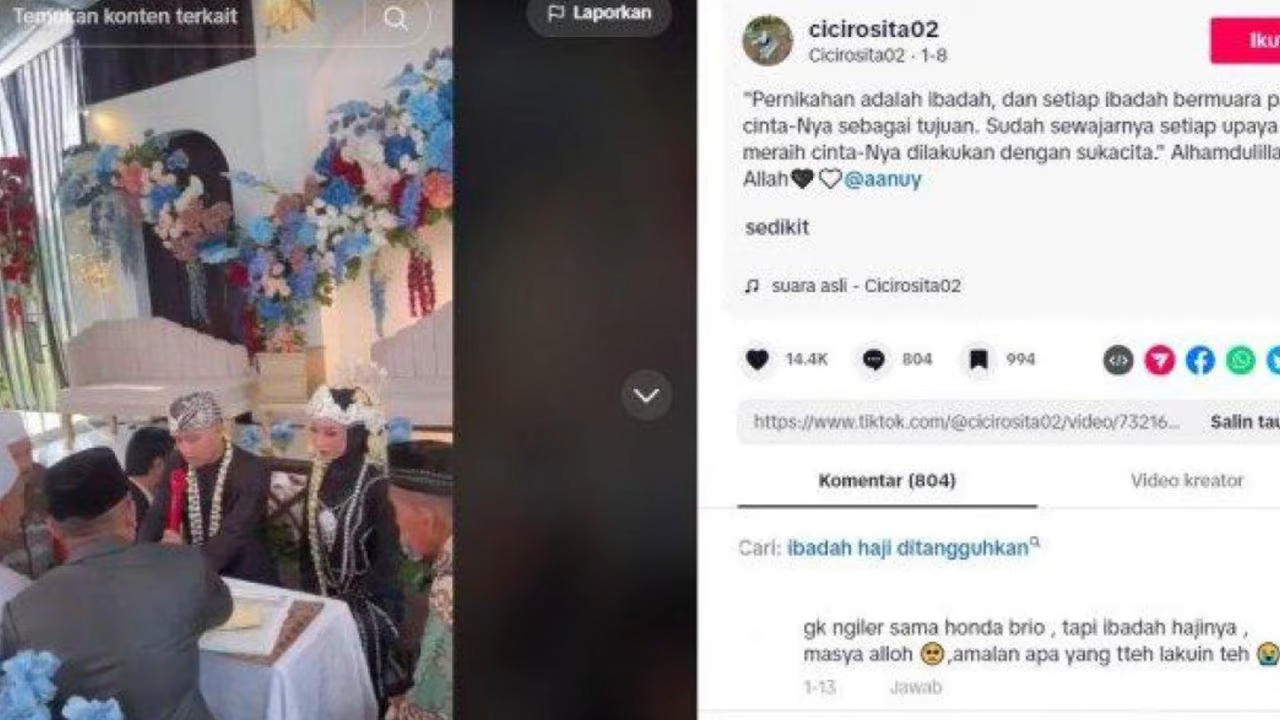 Temukan konten terkait
Laporkan
cicirosita02
Cicirosita02 · 1-8
"Pernikahan adalah ibadah, dan setiap ibadah bermuara p
cinta-Nya sebagai tujuan. Sudah sewajarnya setiap upaya
meraih cinta-Nya dilakukan dengan sukacita." Alhamdulilla
Allah🖤🤍@aanuy
sedikit
♫ suara asli - Cicirosita02
14.4K 804 994
https://www.tiktok.com/@cicirosita02/video/73216... Salin tau
Komentar (804) Video kreator
Cari: ibadah haji ditangguhkan
gk ngiler sama honda brio , tapi ibadah hajinya ,
masya alloh 🥺,amalan apa yang tteh lakuin teh 😭
1-13 Jawab